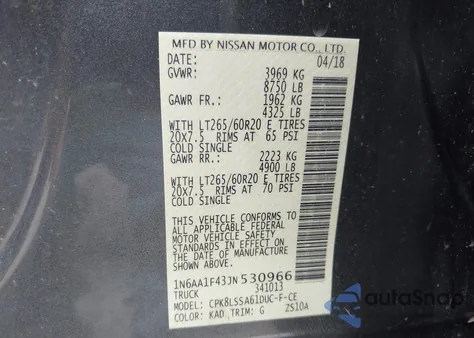 MFD BY NISSAN MOTOR CO., LTD.
DATE: 04/18
GVWR: 3969 KG
8750 LB
GAWR FR.: 1962 KG
4325 LB
WITH LT265/60R20 E TIRES
20X7.5 RIMS AT 65 PSI
COLD SINGLE
GAWR RR.: 2223 KG
4900 LB
WITH LT265/60R20 E TIRES
20X7.5 RIMS AT 70 PSI
COLD SINGLE
THIS VEHICLE CONFORMS TO
ALL APPLICABLE FEDERAL
MOTOR VEHICLE SAFETY
STANDARDS IN EFFECT ON
THE DATE OF MANUFACTURE
SHOWN ABOVE.
1N6AA1F43JN530966
TRUCK 341013
MODEL: CPK8LSSA61DUC-F-CE
COLOR: KAD TRIM: G ZS10A
autoSnap